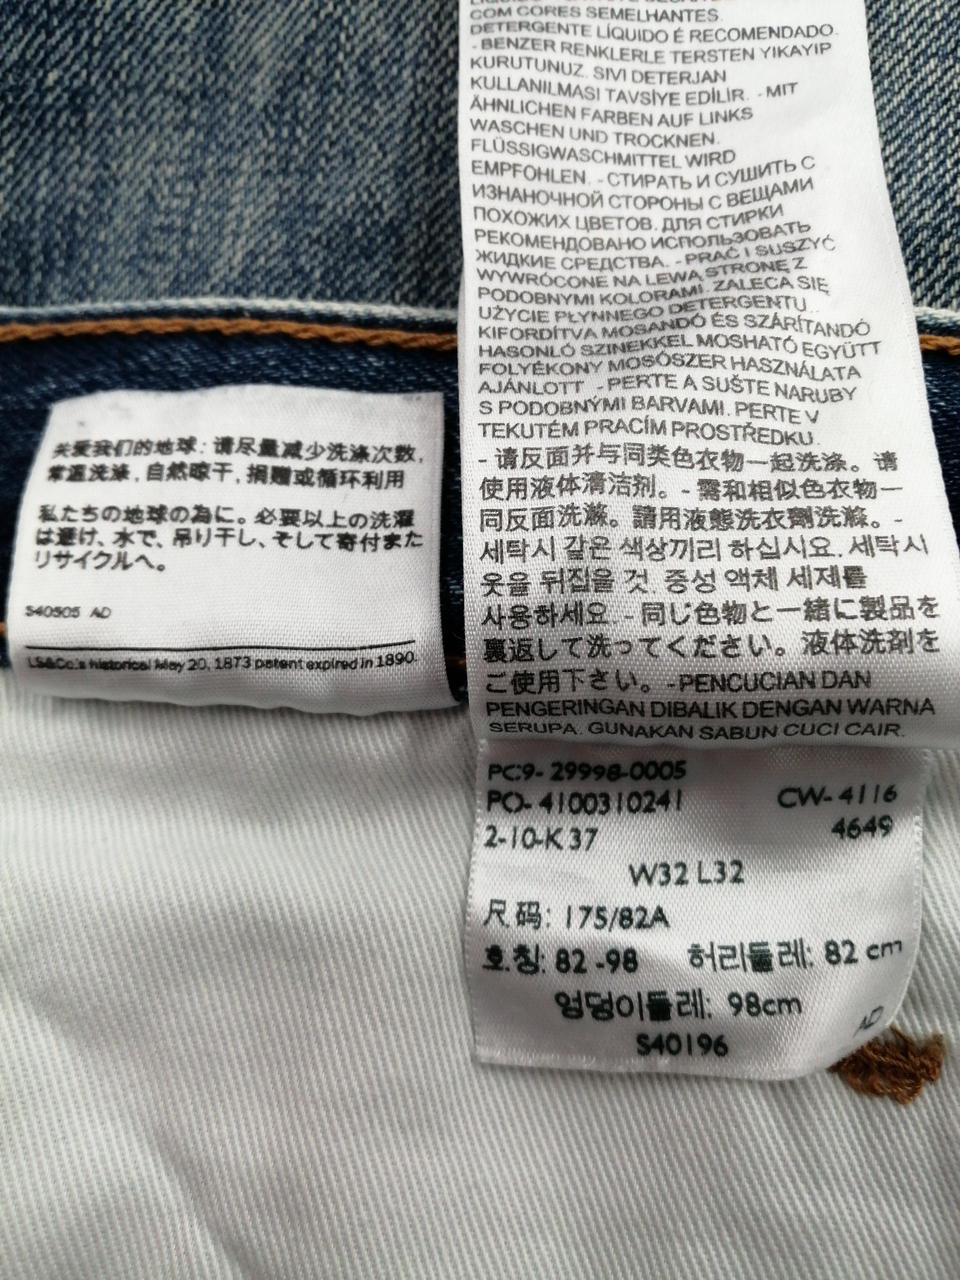 COM CORES SEMELHANTES.
DETERGENTE LÍQUIDO É RECOMENDADO.
- BENZER RENKLERLE TERSTEN YIKAYIP
KURUTUNUZ. SIVI DETERJAN
KULLANILMASI TAVSİYE EDİLİR. - MIT
ÄHNLICHEN FARBEN AUF LINKS
WASCHEN UND TROCKNEN.
FLÜSSIGWASCHMITTEL WIRD
EMPFOHLEN. - СТИРАТЬ И СУШИТЬ С
ИЗНАНОЧНОЙ СТОРОНЫ С ВЕЩАМИ
ПОХОЖИХ ЦВЕТОВ. ДЛЯ СТИРКИ
РЕКОМЕНДОВАНО ИСПОЛЬЗОВАТЬ
ЖИДКИЕ СРЕДСТВА. - PRAĆ I SUSZYĆ
WYWRÓCONE NA LEWĄ STRONĘ Z
PODOBNYMI KOLORAMI. ZALECA SIĘ
UŻYCIE PŁYNNEGO DETERGENTU.
KIFORDÍTVA MOSANDÓ ÉS SZÁRÍTANDÓ
HASONLÓ SZINEKKEL MOSHATÓ EGYÜTT
FOLYÉKONY MOSÓSZER HASZNÁLATA
AJÁNLOTT - PERTE A SUŠTE NARUBY
S PODOBNÝMI BARVAMI. PERTE V
TEKUTÉM PRACÍM PROSTŘEDKU.
- 请反面并与同类色衣物一起洗涤。请
使用液体清洁剂。- 需和相似色衣物一
同反面洗滌。請用液態洗衣劑洗滌。-
세탁시 같은 색상끼리 하십시요. 세탁시
옷을 뒤집을 것. 중성 액체 세제를
사용하세요. - 同じ色物と一緒に製品を
裏返して洗ってください。液体洗剤を
ご使用下さい。- PENCUCIAN DAN
PENGERINGAN DIBALIK DENGAN WARNA
SERUPA. GUNAKAN SABUN CUCI CAIR.
关爱我们的地球: 请尽量减少洗涤次数,
常温洗涤, 自然晾干, 捐赠或循环利用
私たちの地球の為に。必要以上の洗濯
は避け、水で、吊り干し、そして寄付また
リサイクルへ。
S40505 AD
LS&Co.'s historical May 20, 1873 patent expired in 1890.
PC9- 29998-0005
PO- 4100310241 CW- 4116
2-10-K 37 4649
W32 L32
尺码: 175/82A
호칭: 82 -98 허리둘레: 82 cm
엉덩이둘레: 98cm
S40196 AD